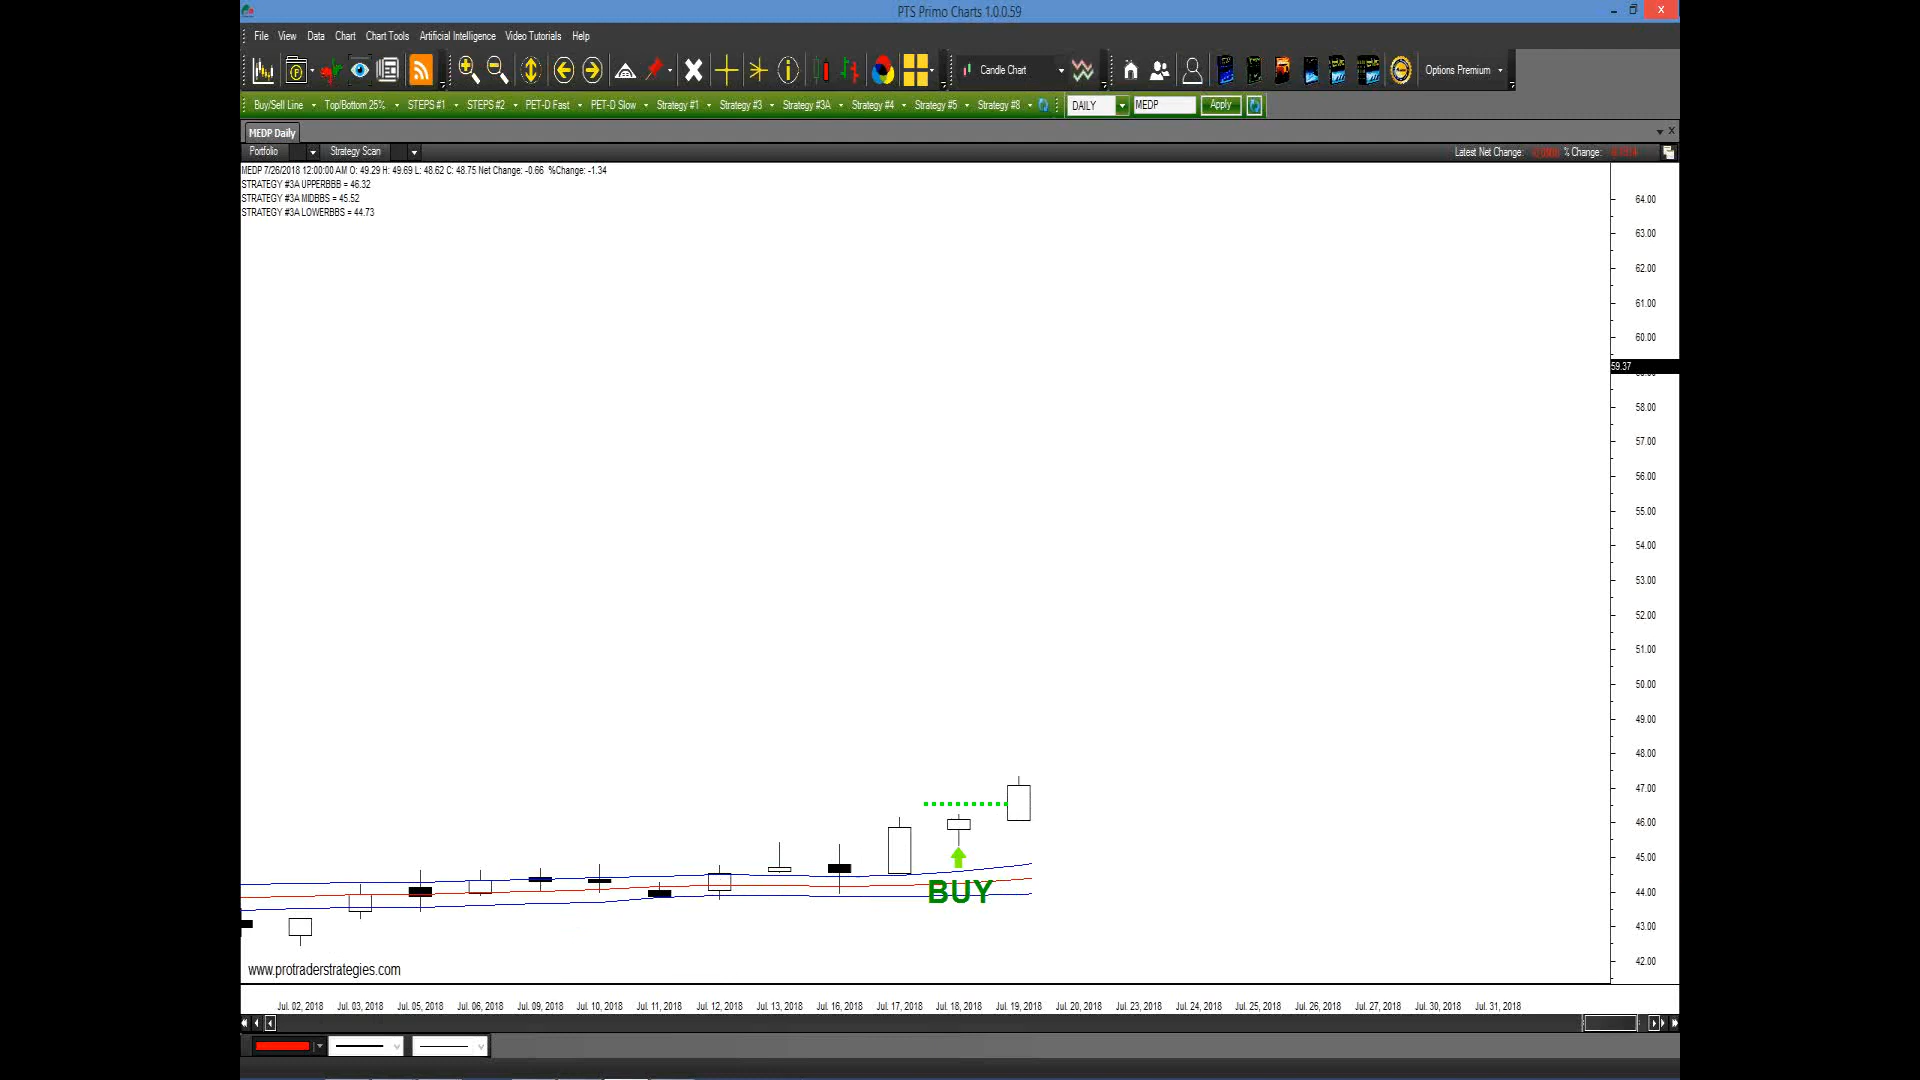 PTS Primo Charts 1.0.0.59
File View Data Chart Chart Tools Artificial Intelligence Video Tutorials Help
Candle Chart Options Premium
Buy/Sell Line Top/Bottom 25% STEPS #1 STEPS #2 PET-D Fast PET-D Slow Strategy #1 Strategy #3 Strategy #3A Strategy #4 Strategy #5 Strategy #8 DAILY MEDP Apply
MEDP Daily
Portfolio Strategy Scan Latest Net Change: % Change:
MEDP 7/26/2018 12:00:00 AM O: 49.29 H: 49.69 L: 48.62 C: 48.75 Net Change: -0.66 %Change: -1.34
STRATEGY #3A UPPERBBB = 46.32
STRATEGY #3A MIDBBS = 45.52
STRATEGY #3A LOWERBBS = 44.73
64.00
63.00
62.00
61.00
60.00
59.37
58.00
57.00
56.00
55.00
54.00
53.00
52.00
51.00
50.00
49.00
48.00
47.00
46.00
45.00
44.00
43.00
42.00
BUY
www.protraderstrategies.com
Jul. 02, 2018 Jul. 03, 2018 Jul. 05, 2018 Jul. 06, 2018 Jul. 09, 2018 Jul. 10, 2018 Jul. 11, 2018 Jul. 12, 2018 Jul. 13, 2018 Jul. 16, 2018 Jul. 17, 2018 Jul. 18, 2018 Jul. 19, 2018 Jul. 20, 2018 Jul. 23, 2018 Jul. 24, 2018 Jul. 25, 2018 Jul. 26, 2018 Jul. 27, 2018 Jul. 30, 2018 Jul. 31, 2018